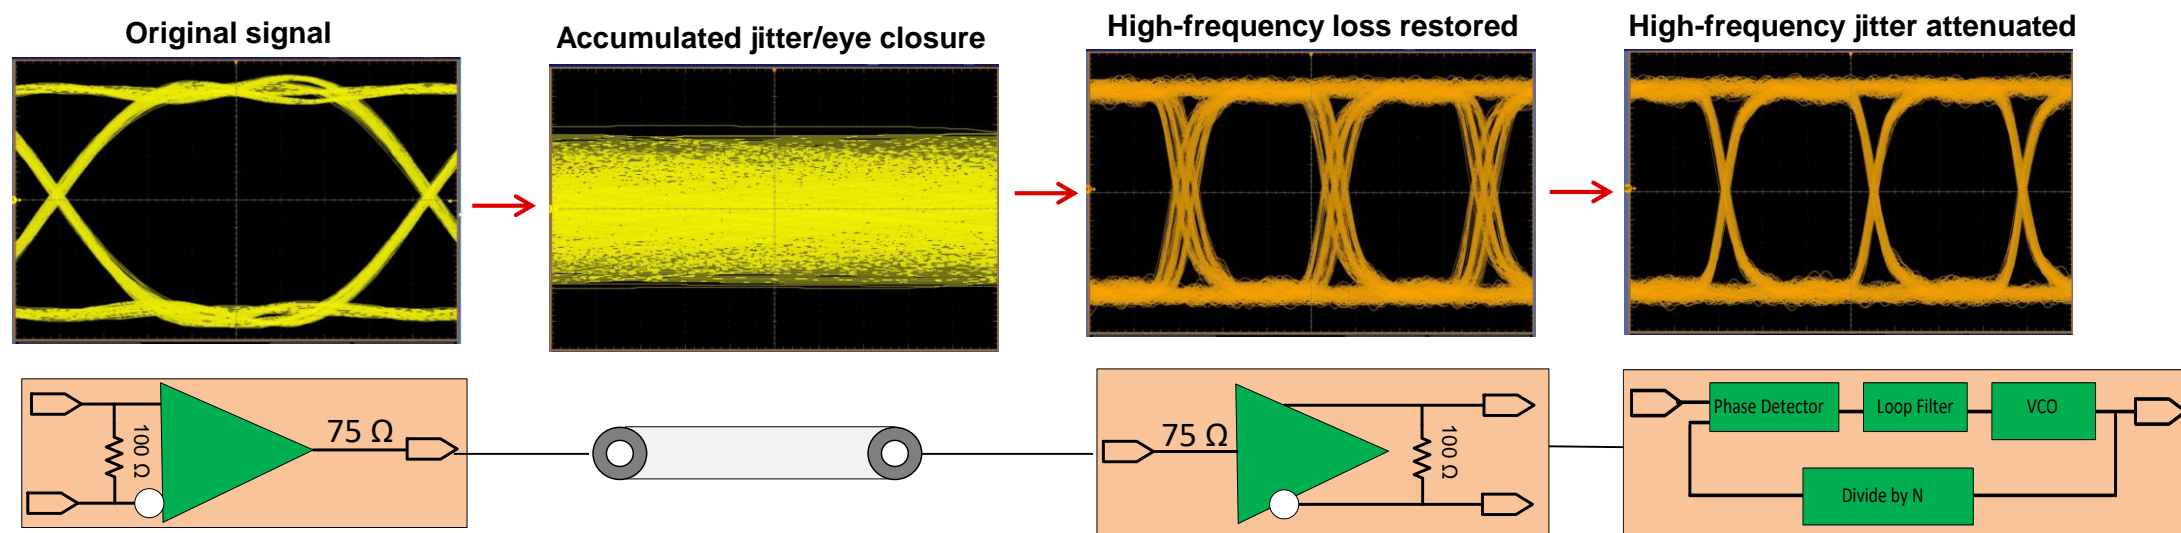 Original signal
Accumulated jitter/eye closure
High-frequency loss restored
High-frequency jitter attenuated
100 Ω
75 Ω
75 Ω
100 Ω
Phase Detector
Loop Filter
VCO
Divide by N